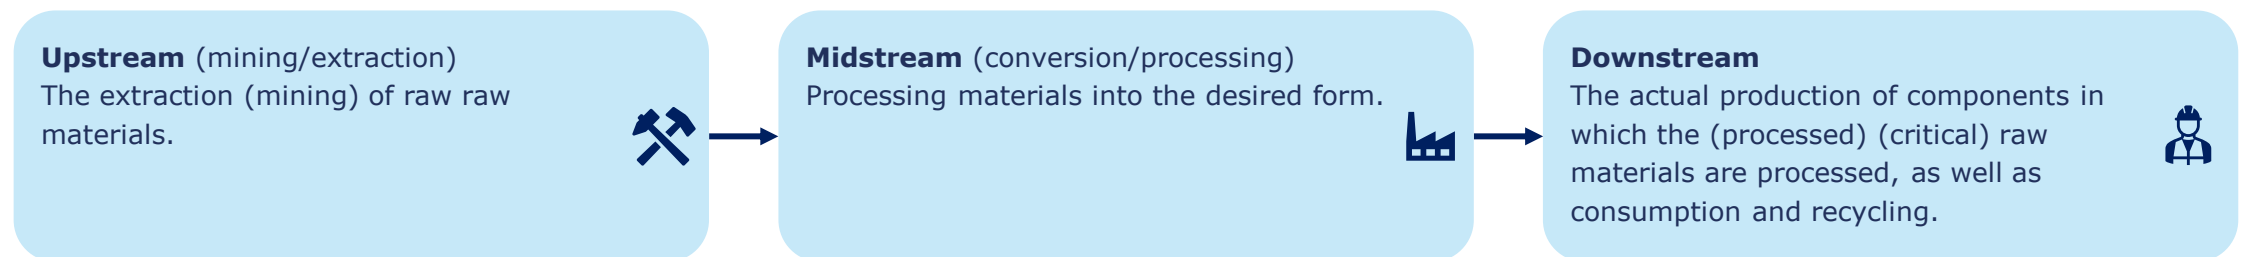 Upstream (mining/extraction)
The extraction (mining) of raw raw
materials.
Midstream (conversion/processing)
Processing materials into the desired form.
Downstream
The actual production of components in
which the (processed) (critical) raw
materials are processed, as well as
consumption and recycling.